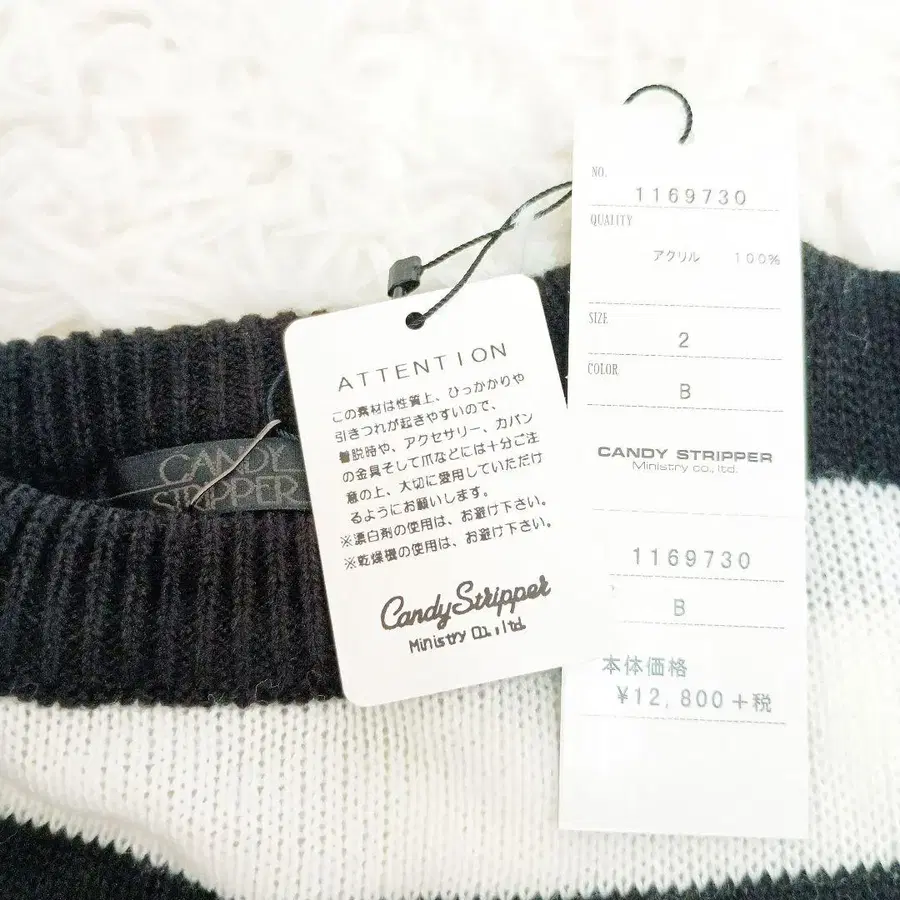 CANDY
STRIPPER
ATTENTION
この素材は性質上、ひっかかりや
引きつれが起きやすいので、
着脱時や、アクセサリー、カバン
の金具そして爪などには十分ご注
意の上、大切に愛用していただけ
るようにお願いします。
※漂白剤の使用は、お避け下さい。
※乾燥機の使用は、お避け下さい。
Candy Stripper
Ministry co., ltd.
NO.
1169730
QUALITY
アクリル 100%
SIZE
2
COLOR
B
CANDY STRIPPER
Ministry co., ltd.
1169730
B
本体価格
¥12,800+税